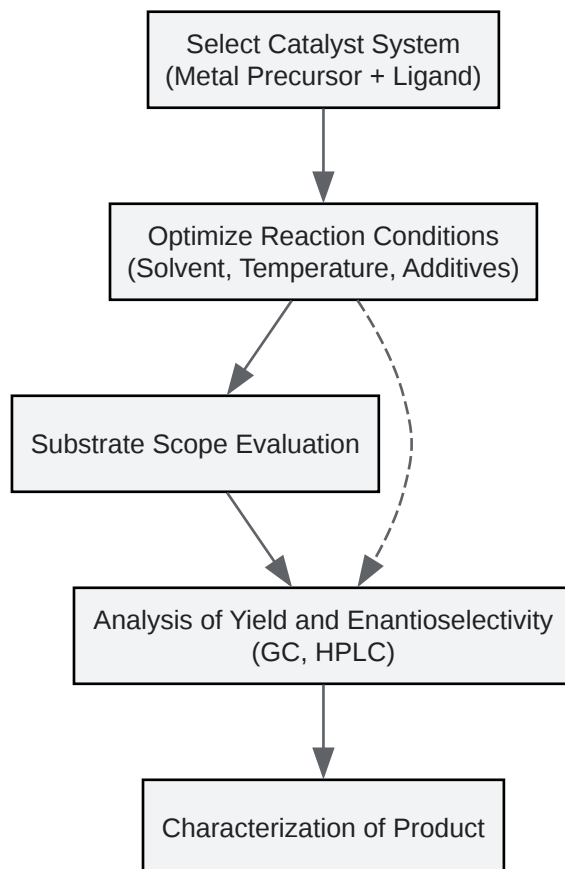 Select Catalyst System
(Metal Precursor + Ligand)
Optimize Reaction Conditions
(Solvent, Temperature, Additives)
Substrate Scope Evaluation
Analysis of Yield and Enantioselectivity
(GC, HPLC)
Characterization of Product